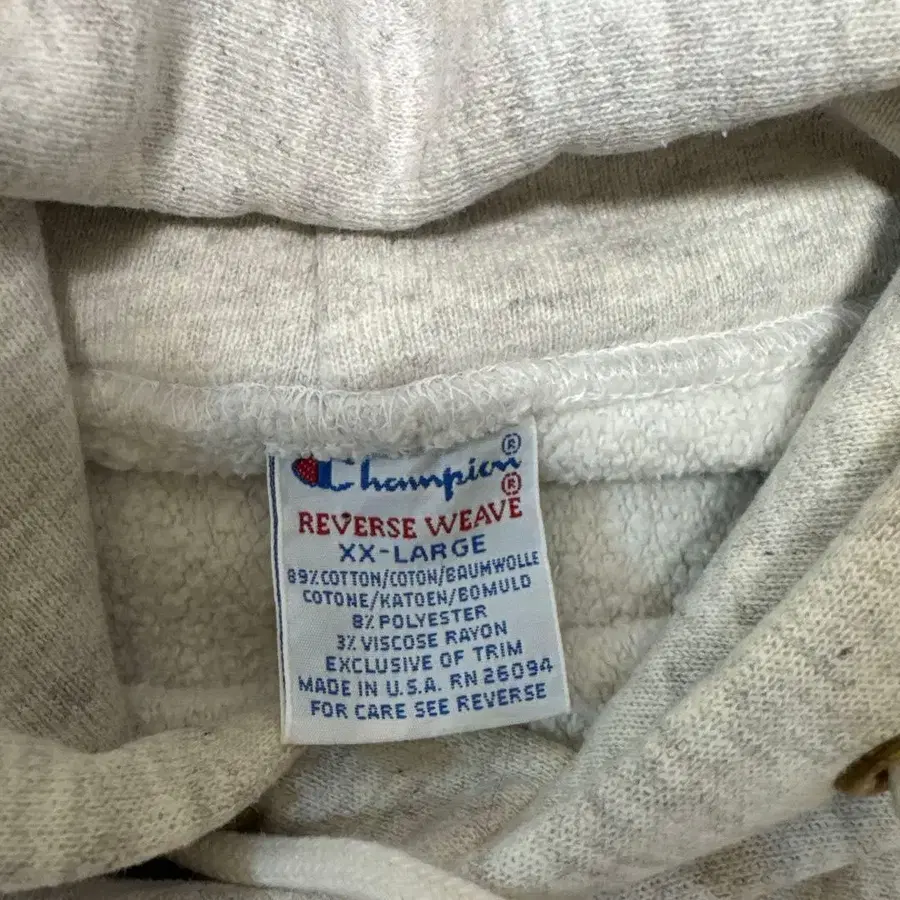 Champion®
REVERSE WEAVE®
XX-LARGE
89% COTTON/COTON/BAUMWOLLE
COTONE/KATOEN/BOMULD
8% POLYESTER
3% VISCOSE RAYON
EXCLUSIVE OF TRIM
MADE IN U.S.A. RN 26094
FOR CARE SEE REVERSE